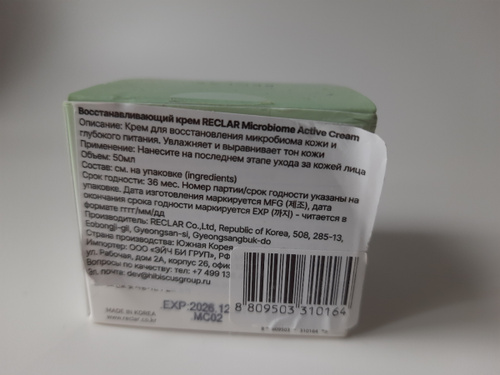 Восстанавливающий крем RECLAR Microbiome Active Cream
Описание: Крем для восстановления микробиома кожи и
глубокого питания. Увлажняет и выравнивает тон кожи
Применение: Нанесите на последнем этапе ухода за кожей лица
Объем: 50мл
Состав: см. на упаковке (ingredients)
Срок годности: 36 мес. Номер партии/срок годности указаны на
упаковке. Дата изготовления маркируется MFG (제조), дата
окончания срока годности маркируется EXP (까지) - читается в
формате гггг/мм/дд
Производитель: RECLAR Co.,Ltd, Republic of Korea, 508, 285-13,
Eobongji-gil, Gyeongsan-si, Gyeongsangbuk-do
Страна производства: Южная Корея
Импортер: ООО «ЭЙЧ БИ ГРУП», РФ
ул. Рабочая, дом 2А, корпус 26, офис
Вопросы по качеству: тел: +7 499 13
Эл. почта: dev@hibiscusgroup.ru
EXP:2026.12
MC02
8 809503 310164
MADE IN KOREA